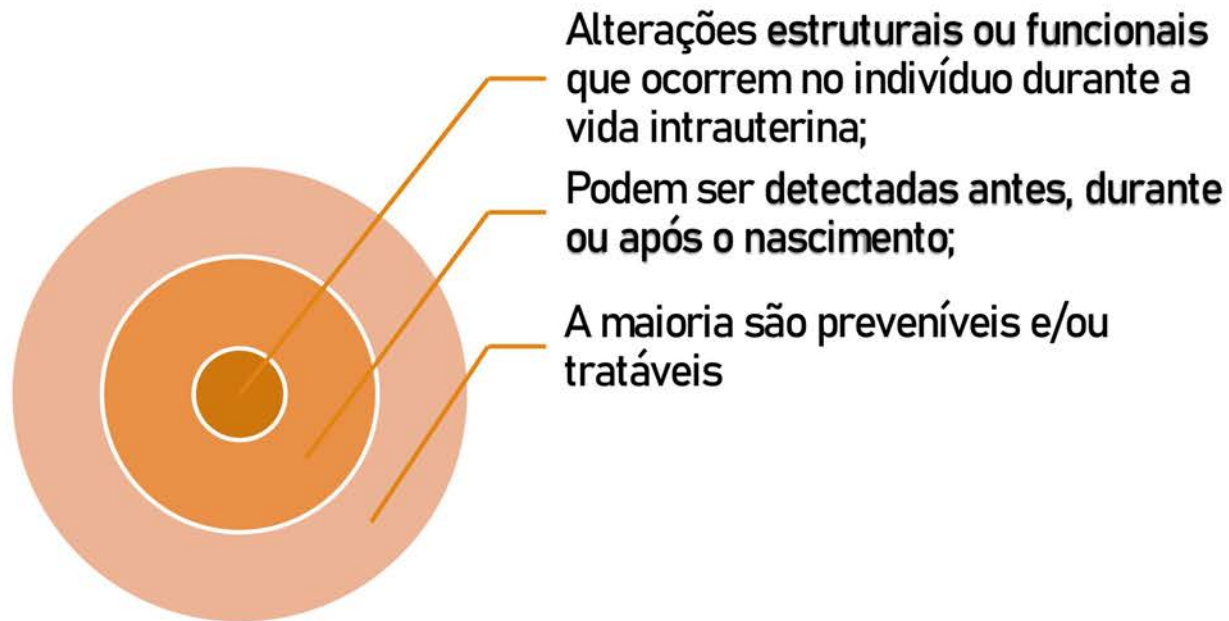 Alterações estruturais ou funcionais
que ocorrem no indivíduo durante a
vida intrauterina;
Podem ser detectadas antes, durante
ou após o nascimento;
A maioria são preveníveis e/ou
tratáveis